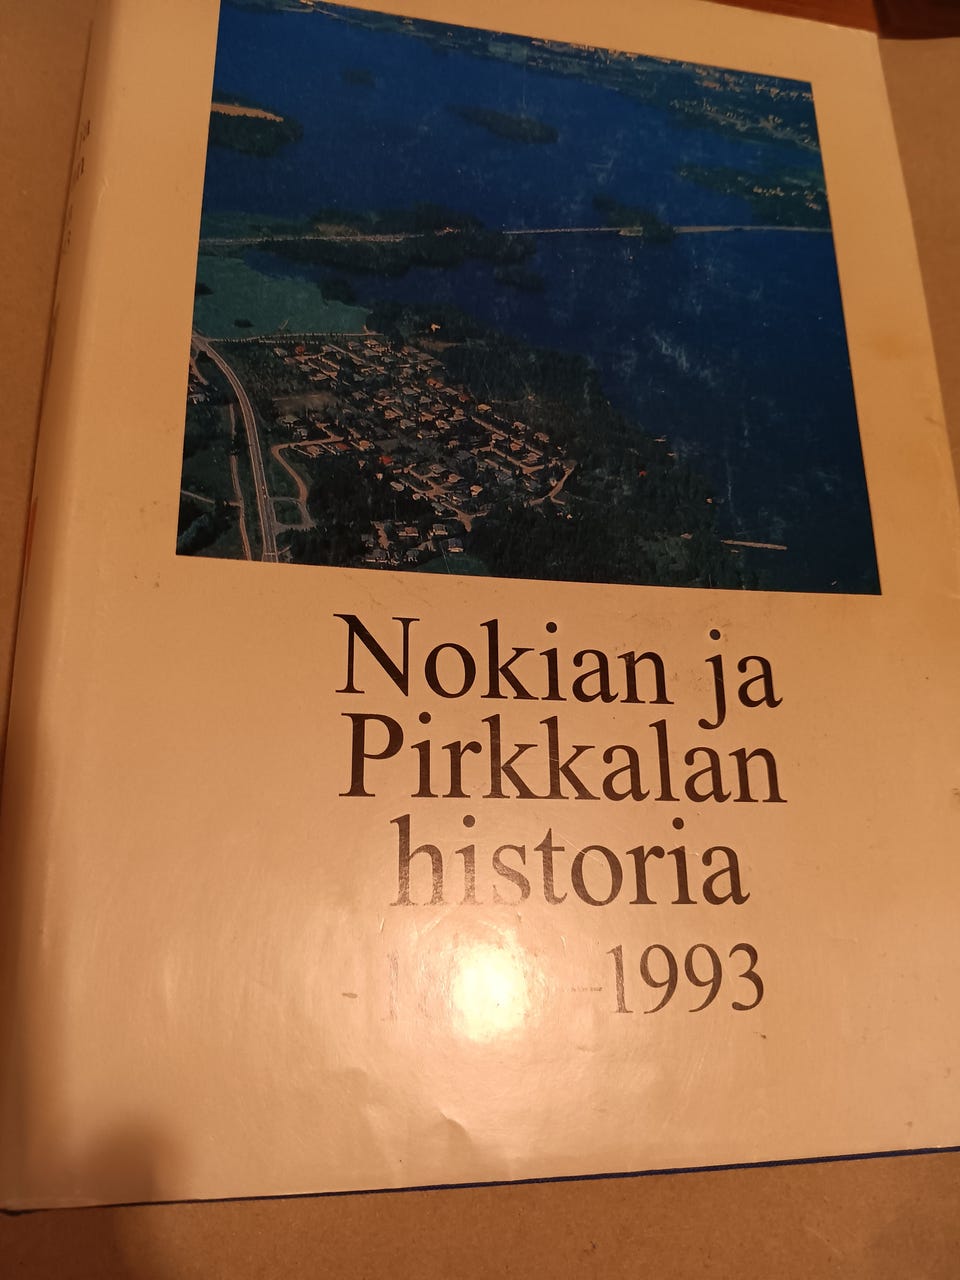 Nokian ja
Pirkkalan
historia
–1993